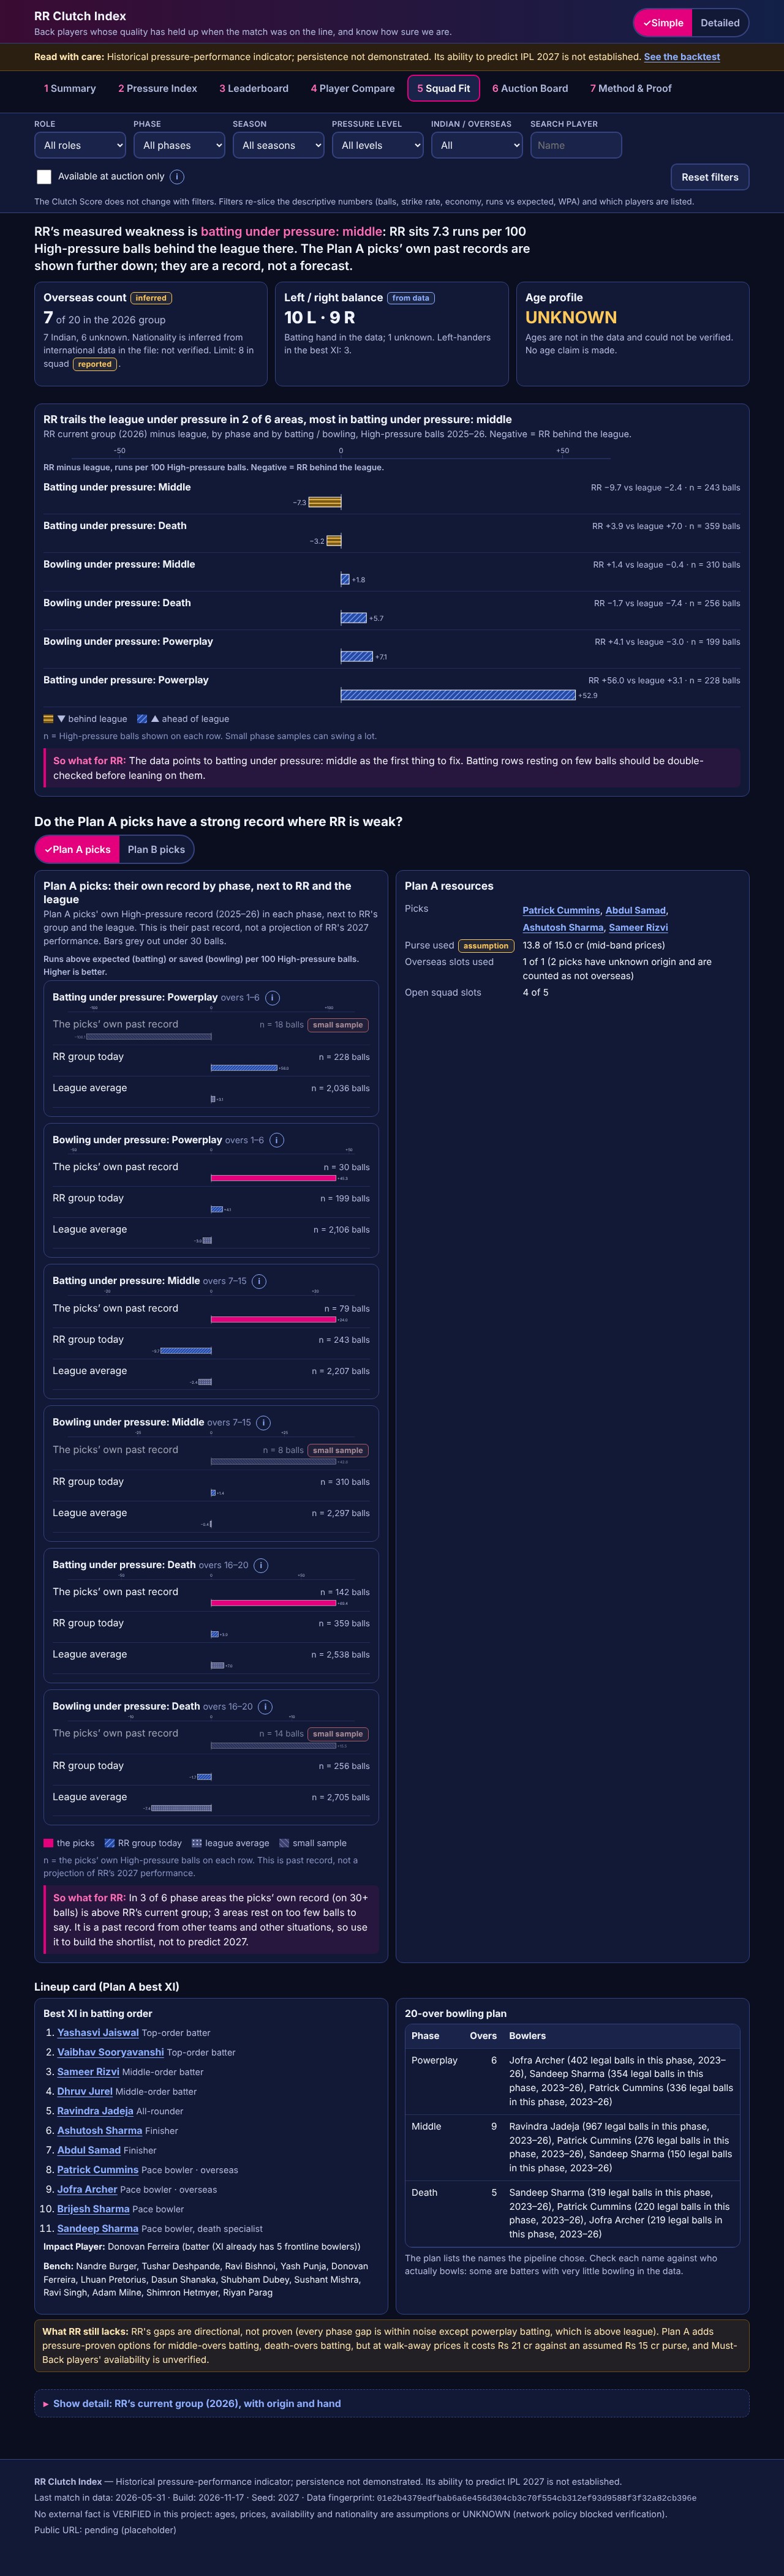 RR Clutch Index
Back players whose quality has held up when the match was on the line, and know how sure we are.
✓Simple
Detailed
Read with care: Historical pressure-performance indicator; persistence not demonstrated. Its ability to predict IPL 2027 is not established. See the backtest
1 Summary
2 Pressure Index
3 Leaderboard
4 Player Compare
5 Squad Fit
6 Auction Board
7 Method & Proof
ROLE
PHASE
SEASON
PRESSURE LEVEL
INDIAN / OVERSEAS
SEARCH PLAYER
All roles
All phases
All seasons
All levels
All
Name
Available at auction only i
Reset filters
The Clutch Score does not change with filters. Filters re-slice the descriptive numbers (balls, strike rate, economy, runs vs expected, WPA) and which players are listed.
RR’s measured weakness is batting under pressure: middle: RR sits 7.3 runs per 100
High-pressure balls behind the league there. The Plan A picks’ own past records are
shown further down; they are a record, not a forecast.
Overseas count inferred
7 of 20 in the 2026 group
7 Indian, 6 unknown. Nationality is inferred from
international data in the file: not verified. Limit: 8 in
squad reported.
Left / right balance from data
10 L · 9 R
Batting hand in the data; 1 unknown. Left-handers
in the best XI: 3.
Age profile
UNKNOWN
Ages are not in the data and could not be verified.
No age claim is made.
RR trails the league under pressure in 2 of 6 areas, most in batting under pressure: middle
RR current group (2026) minus league, by phase and by batting / bowling, High-pressure balls 2025–26. Negative = RR behind the league.
-50
0
+50
RR minus league, runs per 100 High-pressure balls. Negative = RR behind the league.
Batting under pressure: Middle
RR −9.7 vs league −2.4 · n = 243 balls
−7.3
Batting under pressure: Death
RR +3.9 vs league +7.0 · n = 359 balls
−3.2
Bowling under pressure: Middle
RR +1.4 vs league −0.4 · n = 310 balls
+1.8
Bowling under pressure: Death
RR −1.7 vs league −7.4 · n = 256 balls
+5.7
Bowling under pressure: Powerplay
RR +4.1 vs league −3.0 · n = 199 balls
+7.1
Batting under pressure: Powerplay
RR +56.0 vs league +3.1 · n = 228 balls
+52.9
▼ behind league
▲ ahead of league
n = High-pressure balls shown on each row. Small phase samples can swing a lot.
So what for RR: The data points to batting under pressure: middle as the first thing to fix. Batting rows resting on few balls should be double-
checked before leaning on them.
Do the Plan A picks have a strong record where RR is weak?
✓Plan A picks
Plan B picks
Plan A picks: their own record by phase, next to RR and the
league
Plan A picks’ own High-pressure record (2025–26) in each phase, next to RR’s
group and the league. This is their past record, not a projection of RR’s 2027
performance. Bars grey out under 30 balls.
Runs above expected (batting) or saved (bowling) per 100 High-pressure balls.
Higher is better.
Batting under pressure: Powerplay overs 1–6 i
The picks’ own past record
n = 18 balls small sample
RR group today
n = 228 balls
League average
n = 2,036 balls
Bowling under pressure: Powerplay overs 1–6 i
The picks’ own past record
n = 30 balls
RR group today
n = 199 balls
League average
n = 2,106 balls
Batting under pressure: Middle overs 7–15 i
The picks’ own past record
n = 79 balls
RR group today
n = 243 balls
League average
n = 2,207 balls
Bowling under pressure: Middle overs 7–15 i
The picks’ own past record
n = 8 balls small sample
RR group today
n = 310 balls
League average
n = 2,297 balls
Batting under pressure: Death overs 16–20 i
The picks’ own past record
n = 142 balls
RR group today
n = 359 balls
League average
n = 2,538 balls
Bowling under pressure: Death overs 16–20 i
The picks’ own past record
n = 14 balls small sample
RR group today
n = 256 balls
League average
n = 2,705 balls
the picks
RR group today
league average
small sample
n = the picks’ own High-pressure balls on each row. This is past record, not a
projection of RR’s 2027 performance.
So what for RR: In 3 of 6 phase areas the picks’ own record (on 30+
balls) is above RR’s current group; 3 areas rest on too few balls to
say. It is a past record from other teams and other situations, so use
it to build the shortlist, not to predict 2027.
Plan A resources
Picks
Patrick Cummins, Abdul Samad,
Ashutosh Sharma, Sameer Rizvi
Purse used assumption
13.8 of 15.0 cr (mid-band prices)
Overseas slots used
1 of 1 (2 picks have unknown origin and are
counted as not overseas)
Open squad slots
4 of 5
Lineup card (Plan A best XI)
Best XI in batting order
1. Yashasvi Jaiswal Top-order batter
2. Vaibhav Sooryavanshi Top-order batter
3. Sameer Rizvi Middle-order batter
4. Dhruv Jurel Middle-order batter
5. Ravindra Jadeja All-rounder
6. Ashutosh Sharma Finisher
7. Abdul Samad Finisher
8. Patrick Cummins Pace bowler · overseas
9. Jofra Archer Pace bowler · overseas
10. Brijesh Sharma Pace bowler
11. Sandeep Sharma Pace bowler, death specialist
Impact Player: Donovan Ferreira (batter (XI already has 5 frontline bowlers))
Bench: Nandre Burger, Tushar Deshpande, Ravi Bishnoi, Yash Punja, Donovan
Ferreira, Lhuan Pretorius, Dasun Shanaka, Shubham Dubey, Sushant Mishra,
Ravi Singh, Adam Milne, Shimron Hetmyer, Riyan Parag
20-over bowling plan
Phase
Overs
Bowlers
Powerplay
6
Jofra Archer (402 legal balls in this phase, 2023–
26), Sandeep Sharma (354 legal balls in this
phase, 2023–26), Patrick Cummins (336 legal balls
in this phase, 2023–26)
Middle
9
Ravindra Jadeja (967 legal balls in this phase,
2023–26), Patrick Cummins (276 legal balls in this
phase, 2023–26), Sandeep Sharma (150 legal balls
in this phase, 2023–26)
Death
5
Sandeep Sharma (319 legal balls in this phase,
2023–26), Patrick Cummins (220 legal balls in this
phase, 2023–26), Jofra Archer (219 legal balls in
this phase, 2023–26)
The plan lists the names the pipeline chose. Check each name against who
actually bowls: some are batters with very little bowling in the data.
What RR still lacks: RR's gaps are directional, not proven (every phase gap is within noise except powerplay batting, which is above league). Plan A adds
pressure-proven options for middle-overs batting, death-overs batting, but at walk-away prices it costs Rs 21 cr against an assumed Rs 15 cr purse, and Must-
Back players' availability is unverified.
▸ Show detail: RR’s current group (2026), with origin and hand
RR Clutch Index — Historical pressure-performance indicator; persistence not demonstrated. Its ability to predict IPL 2027 is not established.
Last match in data: 2026-05-31 · Build: 2026-11-17 · Seed: 2027 · Data fingerprint:
No external fact is VERIFIED in this project: ages, prices, availability and nationality are assumptions or UNKNOWN (network policy blocked verification).
Public URL: pending (placeholder)